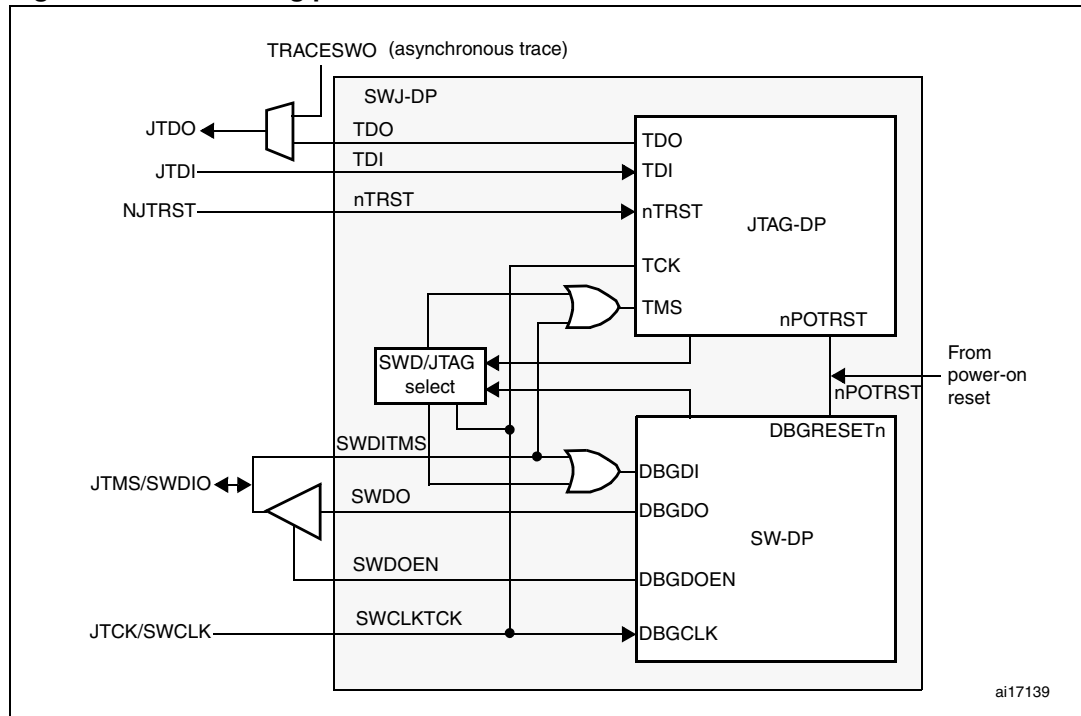 TRACESWO (asynchronous trace)
SWJ-DP
JTDO
TDO
TDO
JTDI
TDI
TDI
NJTRST
nTRST
nTRST
JTAG-DP
TCK
TMS
nPOTRST
SWD/JTAG
select
From
power-on
reset
nPOTRST
DBGRESETn
SWDITMS
DBGDI
JTMS/SWDIO
SWDO
DBGDO
SW-DP
SWDOEN
DBGDOEN
JTCK/SWCLK
SWCLKTCK
DBGCLK
ai17139